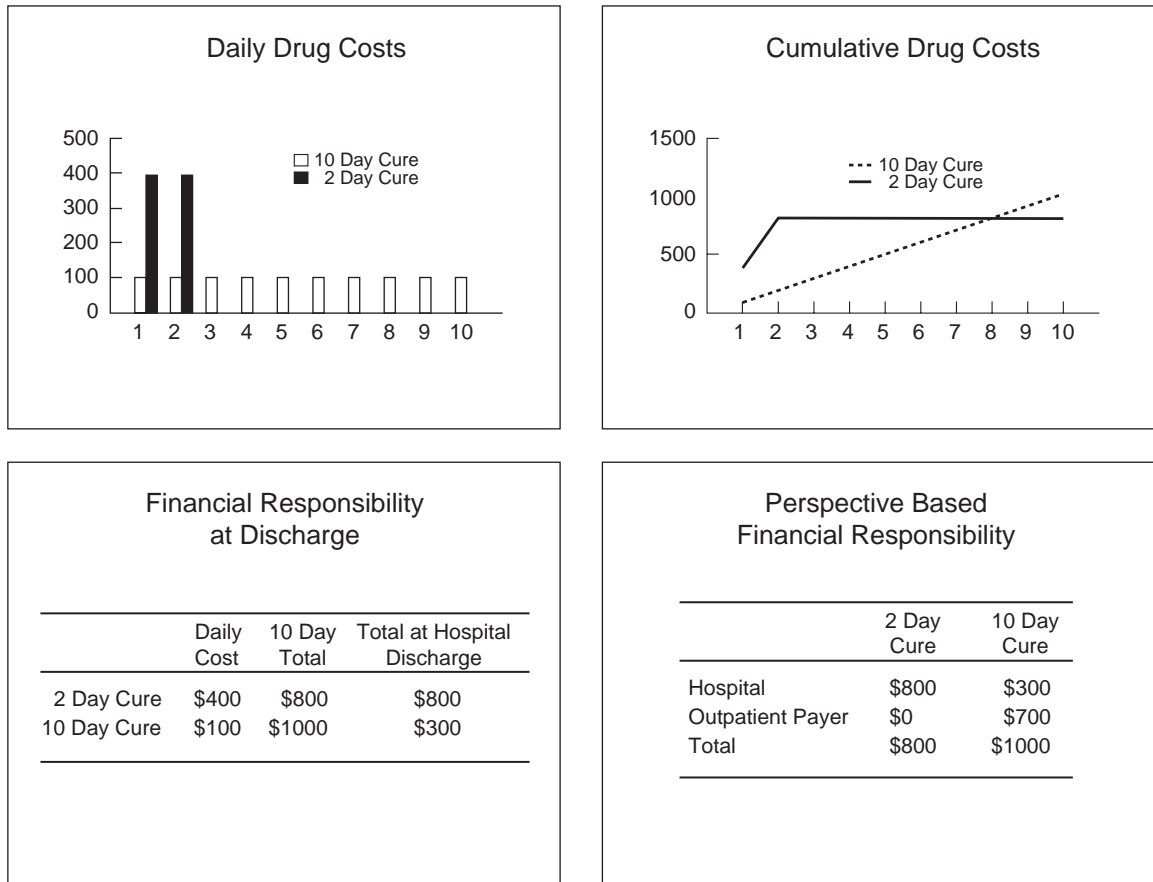 Daily Drug Costs
500
400
300
200
100
0
10 Day Cure
2 Day Cure
1 2 3 4 5 6 7 8 9 10
Cumulative Drug Costs
1500
1000
500
0
10 Day Cure
2 Day Cure
1 2 3 4 5 6 7 8 9 10
Financial Responsibility
at Discharge
Daily 10 Day Total at Hospital
Cost Total Discharge
2 Day Cure $400 $800 $800
10 Day Cure $100 $1000 $300
Perspective Based
Financial Responsibility
2 Day 10 Day
Cure Cure
Hospital $800 $300
Outpatient Payer $0 $700
Total $800 $1000